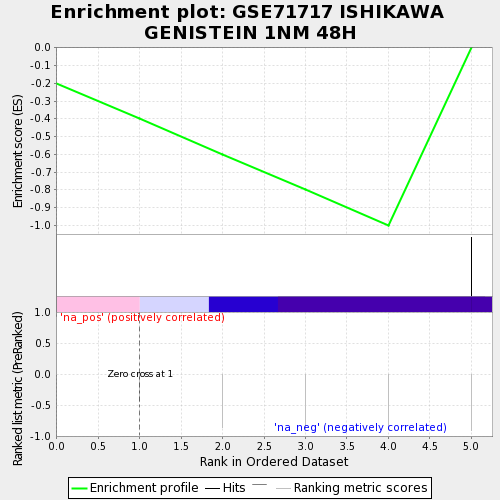 Enrichment plot: GSE71717 ISHIKAWA
GENISTEIN 1NM 48H
Enrichment score (ES)
0.0
-0.1
-0.2
-0.3
-0.4
-0.5
-0.6
-0.7
-0.8
-0.9
-1.0
Ranked list metric (PreRanked)
1.0
0.5
0.0
-0.5
-1.0
'na_pos' (positively correlated)
Zero cross at 1
'na_neg' (negatively correlated)
0.0 0.5 1.0 1.5 2.0 2.5 3.0 3.5 4.0 4.5 5.0
Rank in Ordered Dataset
Enrichment profile Hits Ranking metric scores